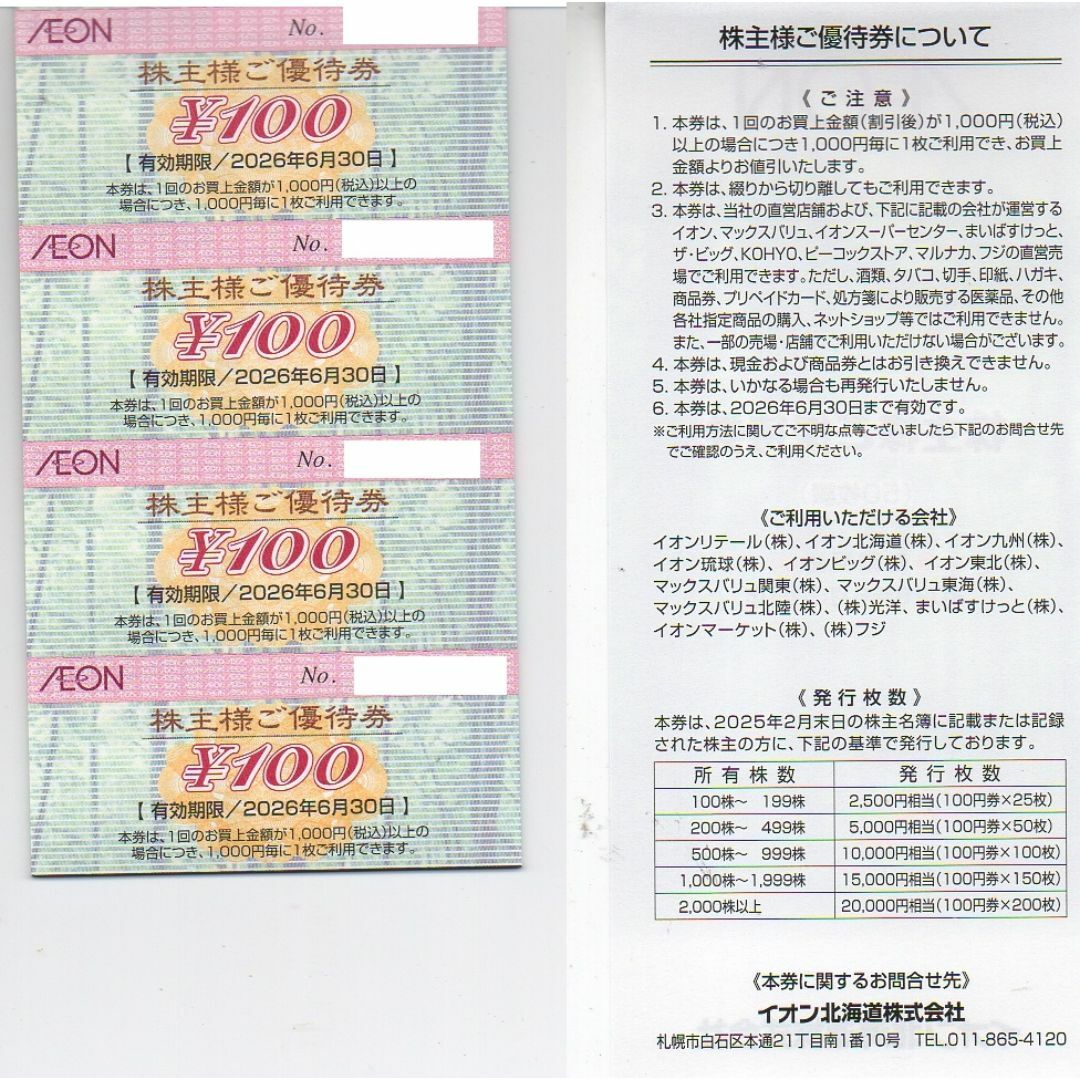 ÆON No.
株主様ご優待券
¥100
【 有効期限／2026年6月30日 】
本券は、1回のお買上金額が1,000円(税込)以上の
場合につき、1,000円毎に1枚ご利用できます。
ÆON No.
株主様ご優待券
¥100
【 有効期限／2026年6月30日 】
本券は、1回のお買上金額が1,000円(税込)以上の
場合につき、1,000円毎に1枚ご利用できます。
ÆON No.
株主様ご優待券
¥100
【 有効期限／2026年6月30日 】
本券は、1回のお買上金額が1,000円(税込)以上の
場合につき、1,000円毎に1枚ご利用できます。
ÆON No.
株主様ご優待券
¥100
【 有効期限／2026年6月30日 】
本券は、1回のお買上金額が1,000円(税込)以上の
場合につき、1,000円毎に1枚ご利用できます。
株主様ご優待券について
《 ご 注 意 》
1. 本券は、1回のお買上金額(割引後)が1,000円(税込)
以上の場合につき1,000円毎に1枚ご利用でき、お買上
金額よりお値引いたします。
2. 本券は、綴りから切り離してもご利用できます。
3. 本券は、当社の直営店舗および、下記に記載の会社が運営する
イオン、マックスバリュ、イオンスーパーセンター、まいばすけっと、
ザ・ビッグ、KOHYO、ピーコックストア、マルナカ、フジの直営売
場でご利用できます。ただし、酒類、タバコ、切手、印紙、ハガキ、
商品券、プリペイドカード、処方箋により販売する医薬品、その他
各社指定商品の購入、ネットショップ等ではご利用できません。
また、一部の売場・店舗でご利用いただけない場合がございます。
4. 本券は、現金および商品券とはお引き換えできません。
5. 本券は、いかなる場合も再発行いたしません。
6. 本券は、2026年6月30日まで有効です。
※ご利用方法に関してご不明な点等ございましたら下記のお問合せ先
でご確認のうえ、ご利用ください。
《ご利用いただける会社》
イオンリテール(株)、イオン北海道(株)、イオン九州(株)、
イオン琉球(株)、イオンビッグ(株)、イオン東北(株)、
マックスバリュ関東(株)、マックスバリュ東海(株)、
マックスバリュ北陸(株)、(株)光洋、まいばすけっと(株)、
イオンマーケット(株)、(株)フジ
《 発 行 枚 数 》
本券は、2025年2月末日の株主名簿に記載または記録
された株主の方に、下記の基準で発行しております。
所 有 株 数 発 行 枚 数
100株〜 199株 2,500円相当(100円券×25枚)
200株〜 499株 5,000円相当(100円券×50枚)
500株〜 999株 10,000円相当(100円券×100枚)
1,000株〜1,999株 15,000円相当(100円券×150枚)
2,000株以上 20,000円相当(100円券×200枚)
《本券に関するお問合せ先》
イオン北海道株式会社
札幌市白石区本通21丁目南1番10号 TEL.011-865-4120